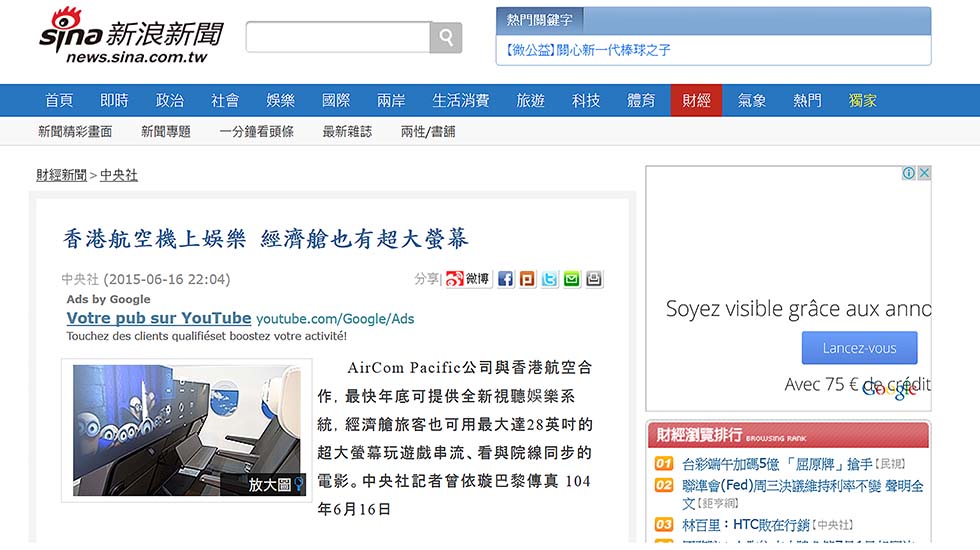 sina 新浪新聞
news.sina.com.tw
熱門關鍵字
【微公益】關心新一代棒球之子
首頁 即時 政治 社會 娛樂 國際 兩岸 生活消費 旅遊 科技 體育 財經 氣象 熱門 獨家
新聞精彩畫面 新聞專題 一分鐘看頭條 最新雜誌 兩性/書舖
財經新聞 > 中央社
香港航空機上娛樂 經濟艙也有超大螢幕
中央社 (2015-06-16 22:04)
分享| 微博
Ads by Google
Votre pub sur YouTube youtube.com/Google/Ads
Touchez des clients qualifiéset boostez votre activité!
放大圖
AirCom Pacific公司與香港航空合
作，最快年底可提供全新視聽娛樂系
統，經濟艙旅客也可用最大達28英吋的
超大螢幕玩遊戲串流、看與院線同步的
電影。中央社記者曾依璇巴黎傳真 104
年6月16日
Soyez visible grâce aux anno
Lancez-vous
Avec 75 € de crédit
Google
財經瀏覽排行 BROWSING RANK
01 台彩端午加碼5億 「屈原牌」搶手【民視】
02 聯準會(Fed)周三決議維持利率不變 聲明全
文【鉅亨網】
03 林百里：HTC敗在行銷【中央社】